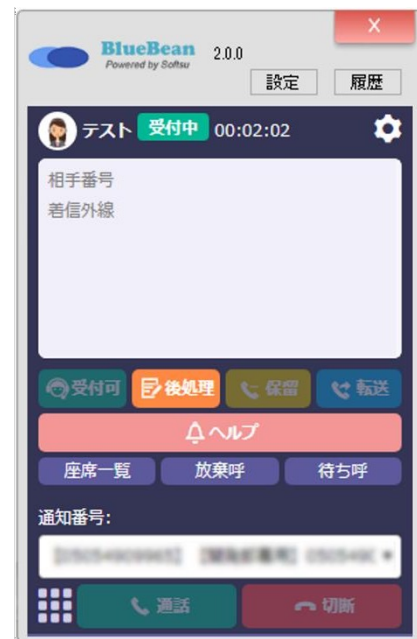 X
BlueBean 2.0.0
Powered by Softsu
設定 履歴
テスト 受付中 00:02:02
相手番号
着信外線
受付可 後処理 保留 転送
ヘルプ
座席一覧 放棄呼 待ち呼
通知番号:
通話 切断